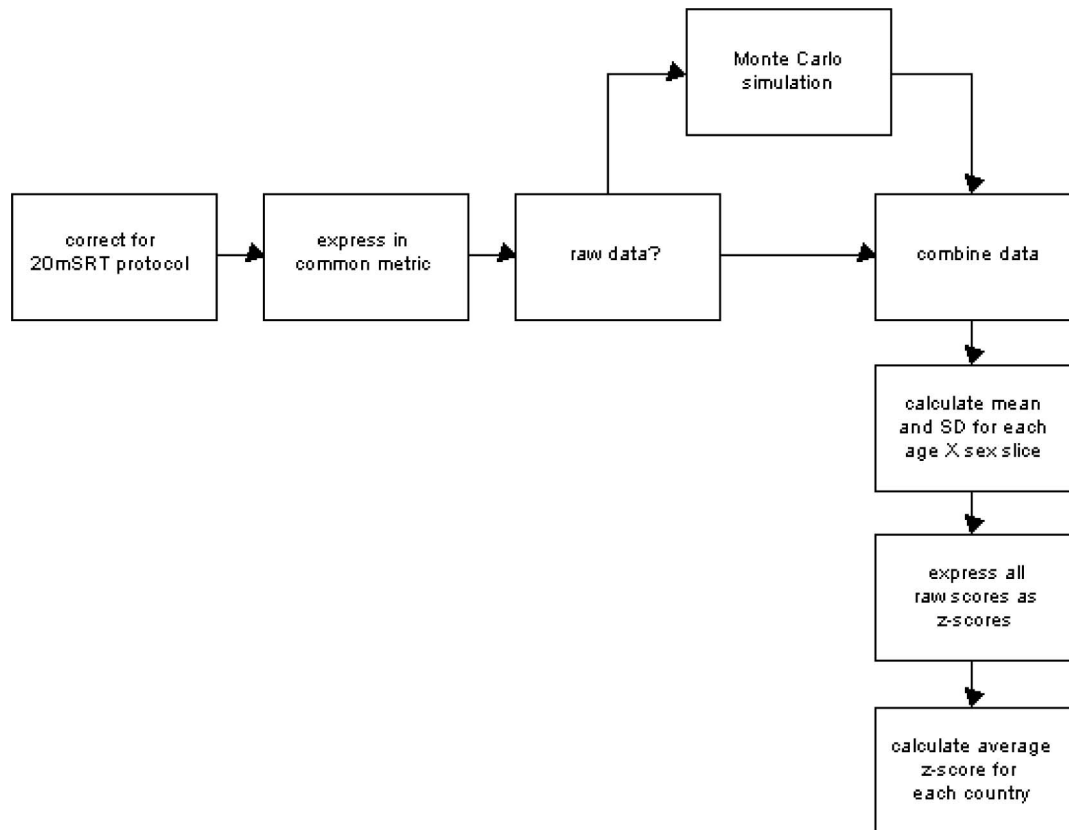 Monte Carlo
simulation
correct for
20mSRT protocol
express in
common metric
raw data?
combine data
calculate mean
and SD for each
age X sex slice
express all
raw scores as
z-scores
calculate average
z-score for
each country